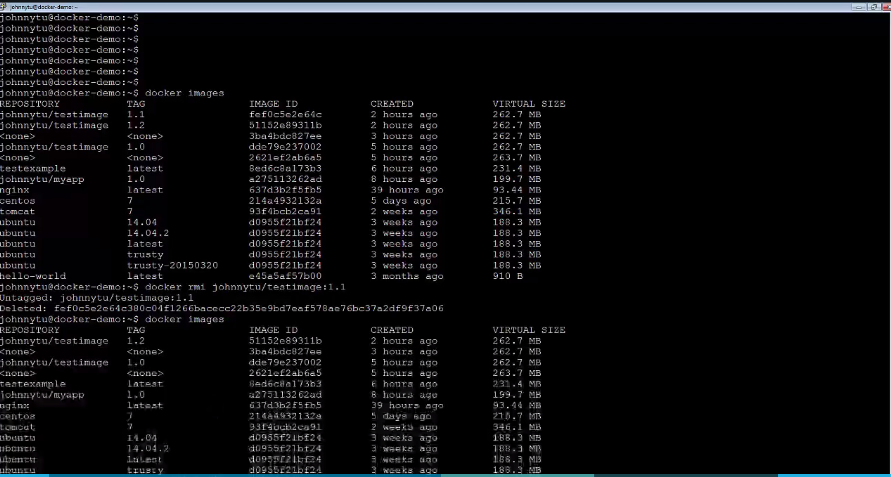 johnnytu@docker-demo: ~
johnnytu@docker-demo:~$
johnnytu@docker-demo:~$
johnnytu@docker-demo:~$
johnnytu@docker-demo:~$
johnnytu@docker-demo:~$
johnnytu@docker-demo:~$
johnnytu@docker-demo:~$
johnnytu@docker-demo:~$ docker images
REPOSITORY TAG IMAGE ID CREATED VIRTUAL SIZE
johnnytu/testimage 1.1 fef0c5e2e64c 2 hours ago 262.7 MB
johnnytu/testimage 1.2 51152e89311b 2 hours ago 262.7 MB
<none> <none> 3ba4bdc827ee 3 hours ago 262.7 MB
johnnytu/testimage 1.0 dde79e237002 5 hours ago 262.7 MB
<none> <none> 2621ef2ab6a5 5 hours ago 263.7 MB
testexample latest 8ed6c8a173b3 6 hours ago 231.4 MB
johnnytu/myapp 1.0 a275113262ad 8 hours ago 199.7 MB
nginx latest 637d3b2f5fb5 39 hours ago 93.44 MB
centos 7 214a4932132a 5 days ago 215.7 MB
tomcat 7 93f4bcb2ca91 2 weeks ago 346.1 MB
ubuntu 14.04 d0955f21bf24 3 weeks ago 188.3 MB
ubuntu 14.04.2 d0955f21bf24 3 weeks ago 188.3 MB
ubuntu latest d0955f21bf24 3 weeks ago 188.3 MB
ubuntu trusty d0955f21bf24 3 weeks ago 188.3 MB
ubuntu trusty-20150320 d0955f21bf24 3 weeks ago 188.3 MB
hello-world latest e45a5af57b00 3 months ago 910 B
johnnytu@docker-demo:~$ docker rmi johnnytu/testimage:1.1
Untagged: johnnytu/testimage:1.1
Deleted: fef0c5e2e64c380c04f1266bacecc22b35e9bd7eaf578ae76bc37a2df9f37a06
johnnytu@docker-demo:~$ docker images
REPOSITORY TAG IMAGE ID CREATED VIRTUAL SIZE
johnnytu/testimage 1.2 51152e89311b 2 hours ago 262.7 MB
<none> <none> 3ba4bdc827ee 3 hours ago 262.7 MB
johnnytu/testimage 1.0 dde79e237002 5 hours ago 262.7 MB
<none> <none> 2621ef2ab6a5 5 hours ago 263.7 MB
testexample latest 8ed6c8a173b3 6 hours ago 231.4 MB
johnnytu/myapp 1.0 a275113262ad 8 hours ago 199.7 MB
nginx latest 637d3b2f5fb5 39 hours ago 93.44 MB
centos 7 214a4932132a 5 days ago 215.7 MB
tomcat 7 93f4bcb2ca91 2 weeks ago 346.1 MB
ubuntu 14.04 d0955f21bf24 3 weeks ago 188.3 MB
ubuntu 14.04.2 d0955f21bf24 3 weeks ago 188.3 MB
ubuntu latest d0955f21bf24 3 weeks ago 188.3 MB
ubuntu trusty d0955f21bf24 3 weeks ago 188.3 MB